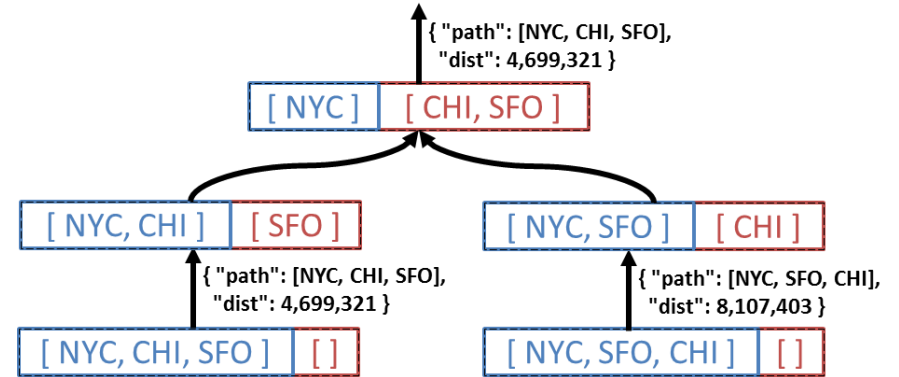 { "path": [NYC, CHI, SFO],
"dist": 4,699,321 }
[ NYC ] [ CHI, SFO ]
[ NYC, CHI ] [ SFO ]
[ NYC, SFO ] [ CHI ]
{ "path": [NYC, CHI, SFO],
"dist": 4,699,321 }
{ "path": [NYC, SFO, CHI],
"dist": 8,107,403 }
[ NYC, CHI, SFO ] [ ]
[ NYC, SFO, CHI ] [ ]